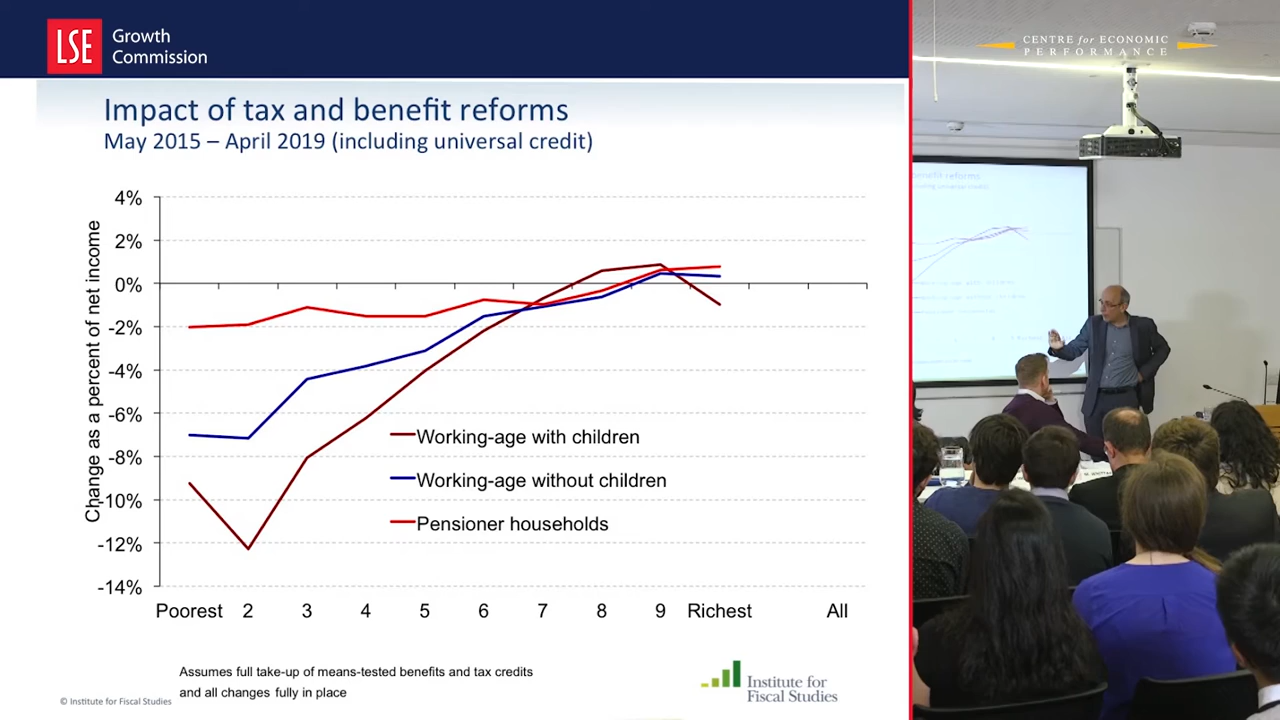 LSE
Growth
Commission
CENTRE for ECONOMIC
PERFORMANCE
Impact of tax and benefit reforms
May 2015 – April 2019 (including universal credit)
Change as a percent of net income
4%
2%
0%
-2%
-4%
-6%
-8%
-10%
-12%
-14%
Working-age with children
Working-age without children
Pensioner households
Poorest 2 3 4 5 6 7 8 9 Richest All
Assumes full take-up of means-tested benefits and tax credits
and all changes fully in place
© Institute for Fiscal Studies
Institute for
Fiscal Studies